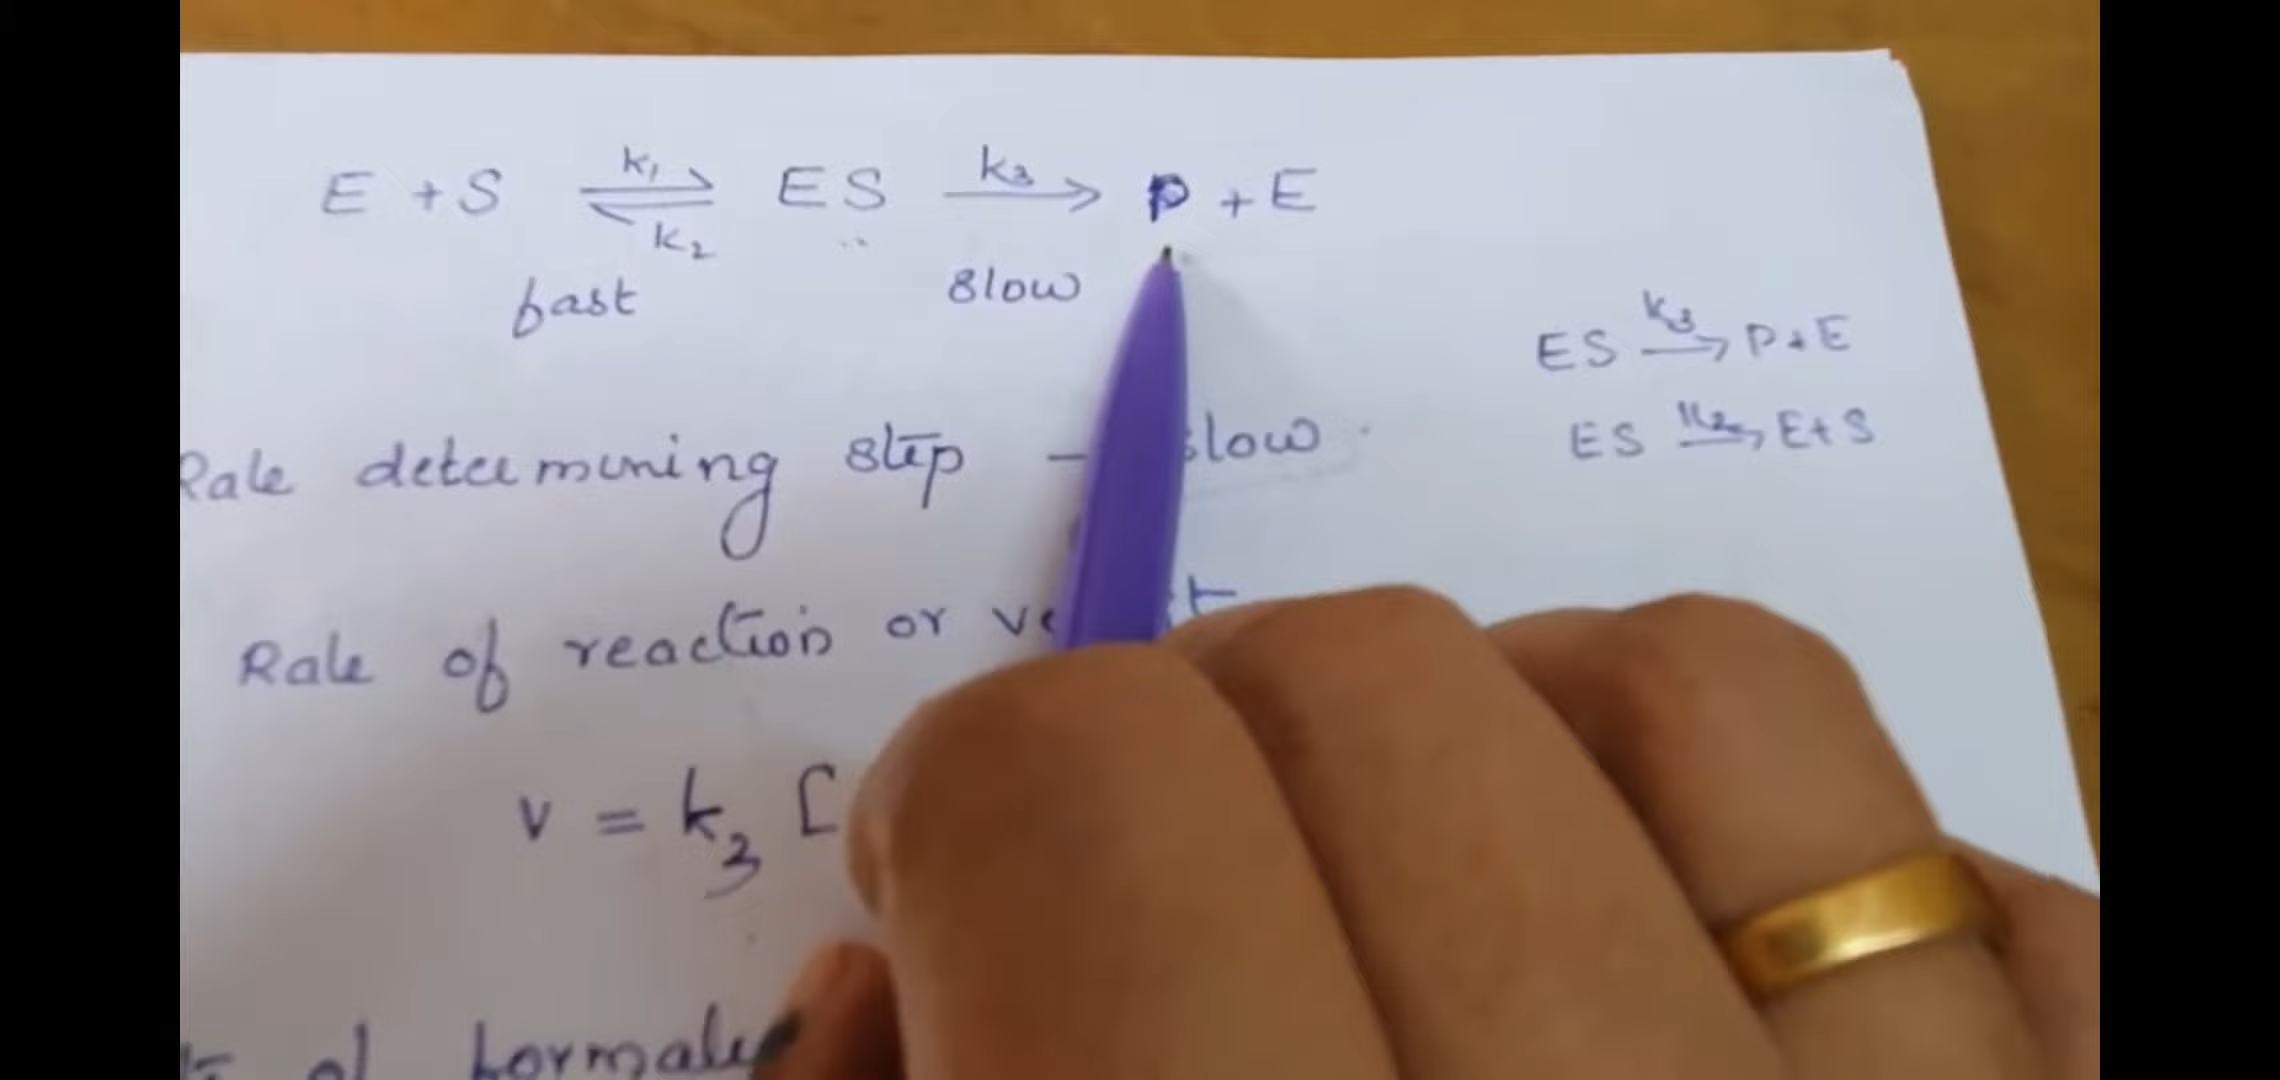 E + S ⇌ ES → P + E
k1 k3
k2
fast slow
ES k3→ P + E
ES k2→ E + S
Rate determining step - slow
Rate of reaction or
v = k3 [
of